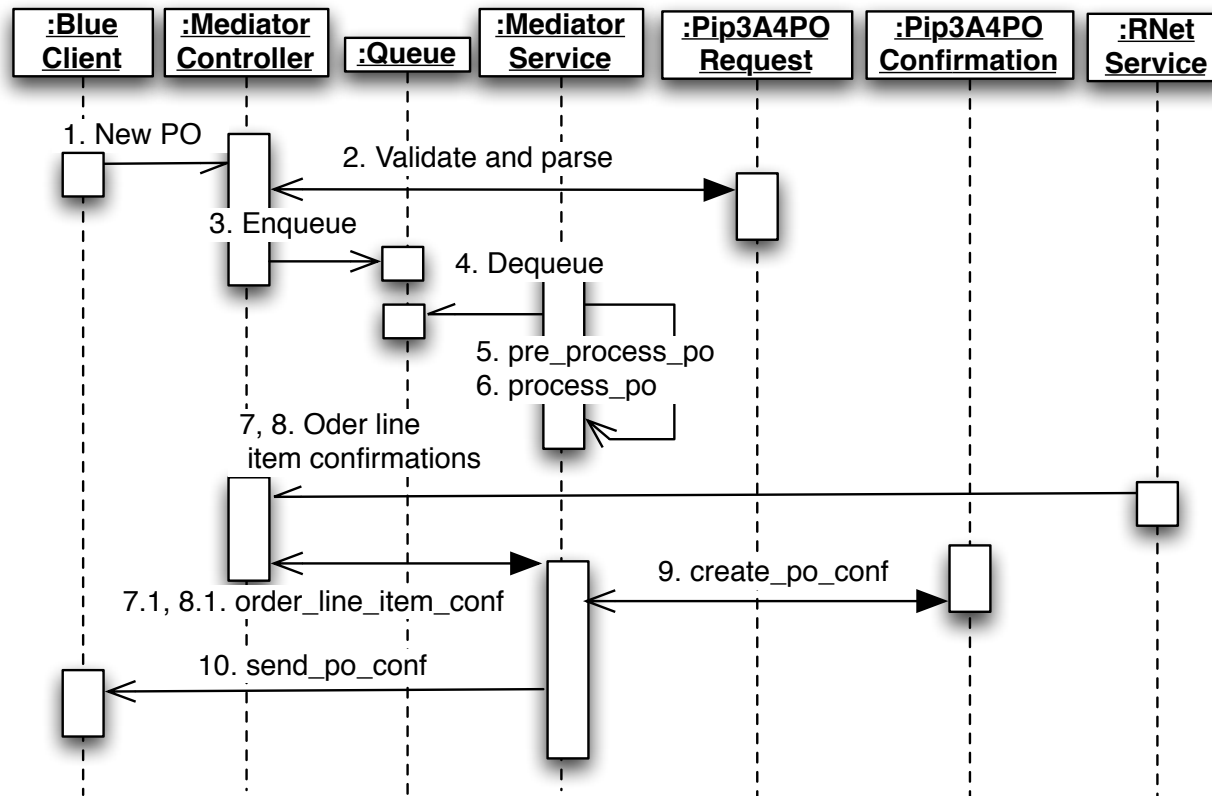 :Blue
Client
:Mediator
Controller
:Queue
:Mediator
Service
:Pip3A4PO
Request
:Pip3A4PO
Confirmation
:RNet
Service
1. New PO
2. Validate and parse
3. Enqueue
4. Dequeue
5. pre_process_po
6. process_po
7, 8. Oder line
item confirmations
7.1, 8.1. order_line_item_conf
9. create_po_conf
10. send_po_conf